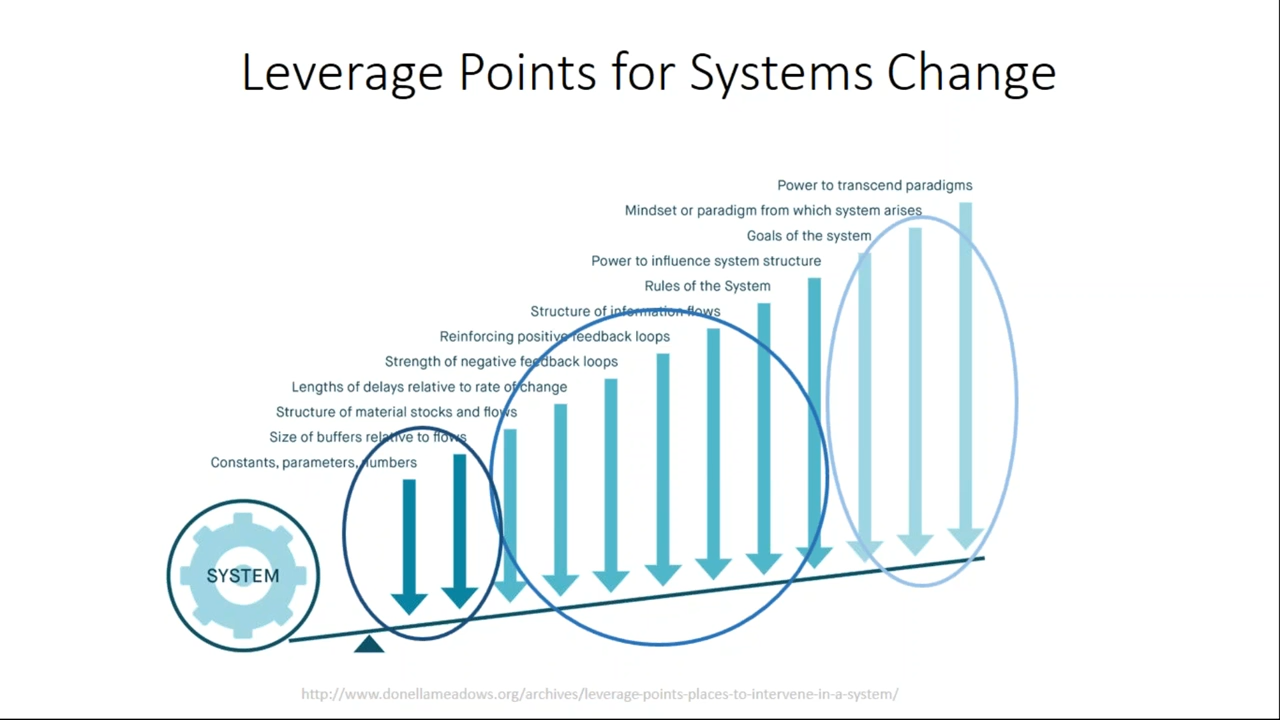 Leverage Points for Systems Change
Power to transcend paradigms
Mindset or paradigm from which system arises
Goals of the system
Power to influence system structure
Rules of the System
Structure of information flows
Reinforcing positive feedback loops
Strength of negative feedback loops
Lengths of delays relative to rate of change
Structure of material stocks and flows
Size of buffers relative to flows
Constants, parameters, numbers
SYSTEM
http://www.donellameadows.org/archives/leverage-points-places-to-intervene-in-a-system/